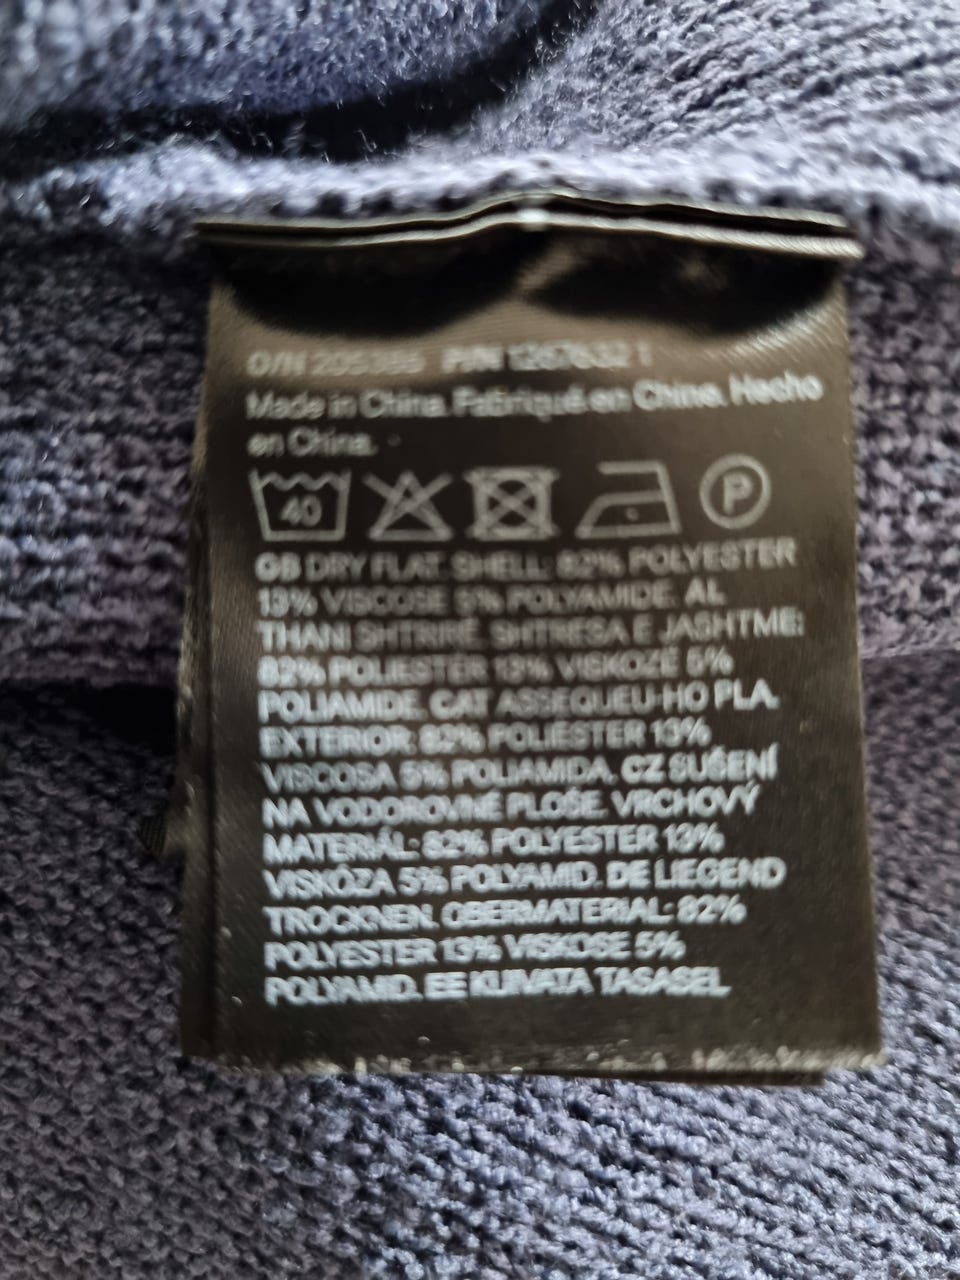 Made in China. Fabriqué en Chine. Hecho
en China.
40
P
GB DRY FLAT. SHELL: 82% POLYESTER
13% VISCOSE 5% POLYAMIDE. AL
THANI SHTRIRË. SHTRESA E JASHTME:
82% POLIESTËR 13% VISKOZË 5%
POLIAMIDE. CAT ASSEQUEU-HO PLA.
EXTERIOR: 82% POLIÈSTER 13%
VISCOSA 5% POLIAMIDA. CZ SUŠENÍ
NA VODOROVNÉ PLOŠE. VRCHOVÝ
MATERIÁL: 82% POLYESTER 13%
VISKÓZA 5% POLYAMID. DE LIEGEND
TROCKNEN. OBERMATERIAL: 82%
POLYESTER 13% VISKOSE 5%
POLYAMID. EE KUIVATA TASASEL